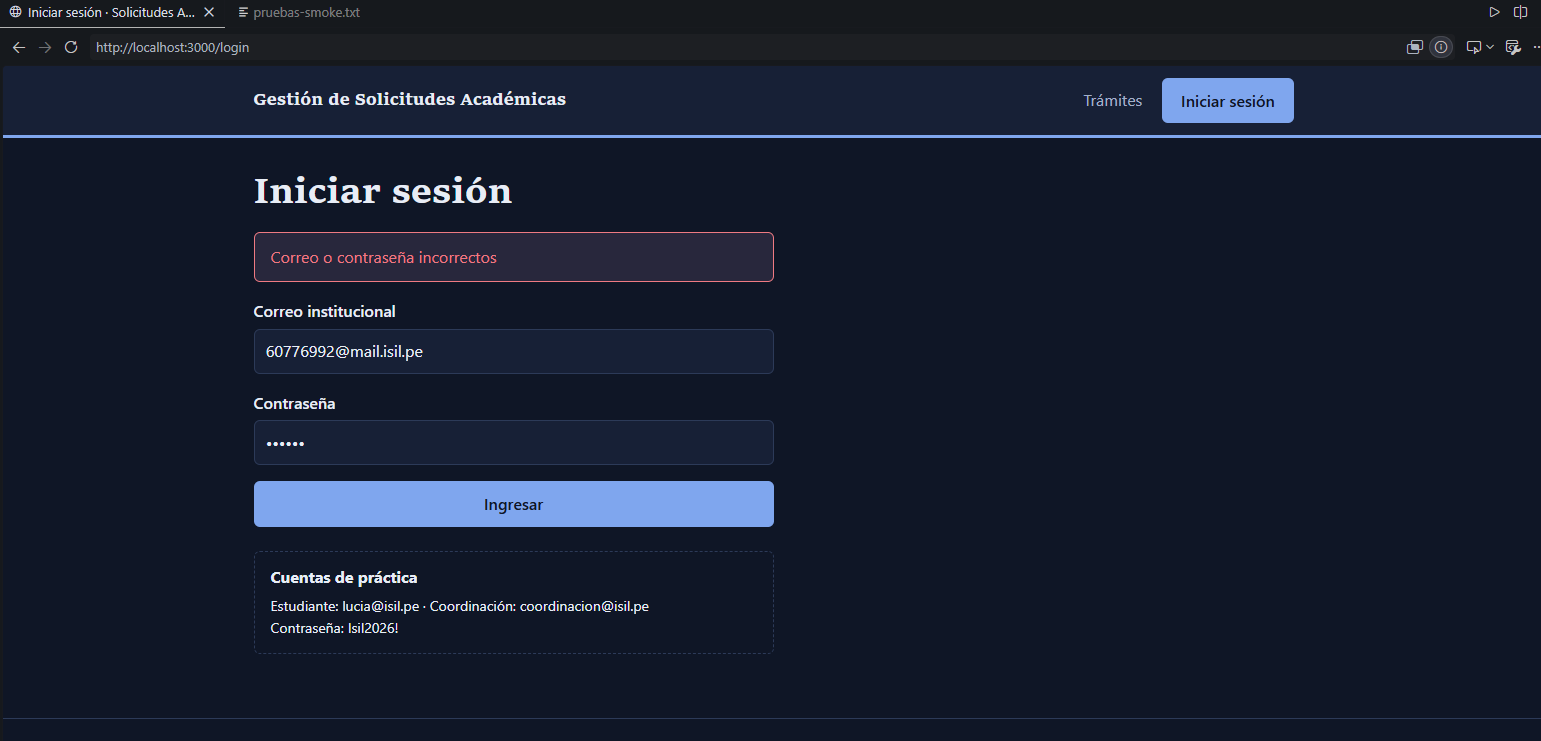 Iniciar sesión · Solicitudes A...
pruebas-smoke.txt
http://localhost:3000/login
Gestión de Solicitudes Académicas
Trámites
Iniciar sesión
Iniciar sesión
Correo o contraseña incorrectos
Correo institucional
60776992@mail.isil.pe
Contraseña
••••••
Ingresar
Cuentas de práctica
Estudiante: lucia@isil.pe · Coordinación: coordinacion@isil.pe
Contraseña: Isil2026!